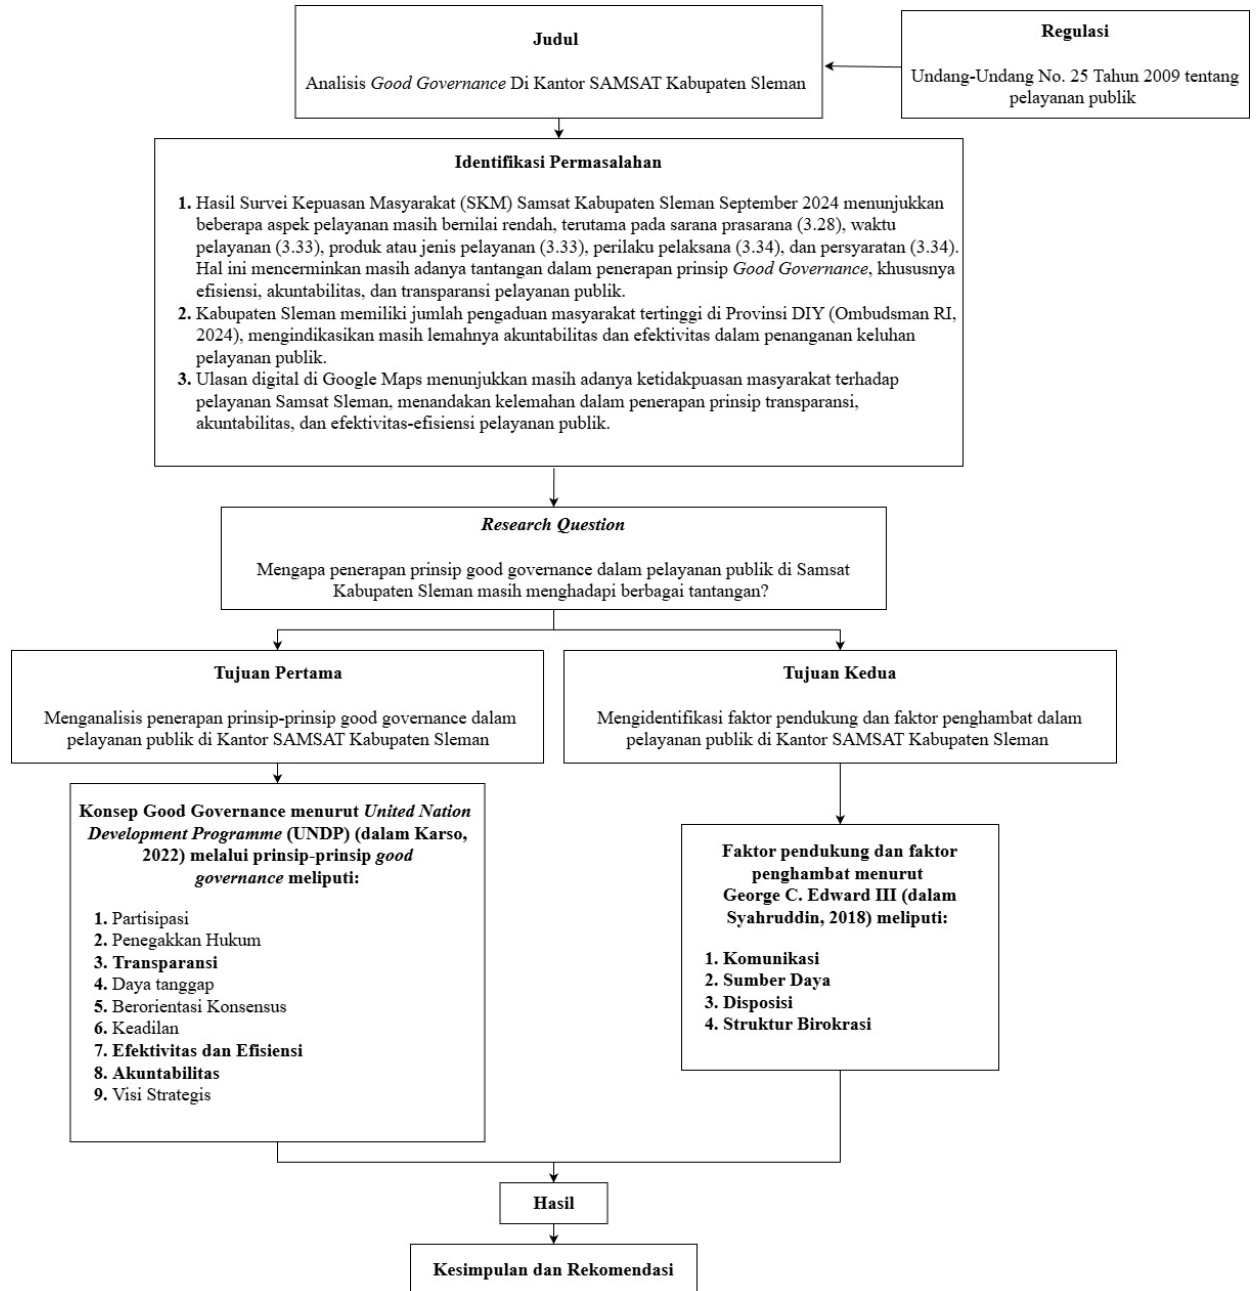 Judul
Analisis Good Governance Di Kantor SAMSAT Kabupaten Sleman
Regulasi
Undang-Undang No. 25 Tahun 2009 tentang
pelayanan publik
Identifikasi Permasalahan
1. Hasil Survei Kepuasan Masyarakat (SKM) Samsat Kabupaten Sleman September 2024 menunjukkan
beberapa aspek pelayanan masih bernilai rendah, terutama pada sarana prasarana (3.28), waktu
pelayanan (3.33), produk atau jenis pelayanan (3.33), perilaku pelaksana (3.34), dan persyaratan (3.34).
Hal ini mencerminkan masih adanya tantangan dalam penerapan prinsip Good Governance, khususnya
efisiensi, akuntabilitas, dan transparansi pelayanan publik.
2. Kabupaten Sleman memiliki jumlah pengaduan masyarakat tertinggi di Provinsi DIY (Ombudsman RI,
2024), mengindikasikan masih lemahnya akuntabilitas dan efektivitas dalam penanganan keluhan
pelayanan publik.
3. Ulasan digital di Google Maps menunjukkan masih adanya ketidakpuasan masyarakat terhadap
pelayanan Samsat Sleman, menandakan kelemahan dalam penerapan prinsip transparansi,
akuntabilitas, dan efektivitas-efisiensi pelayanan publik.
Research Question
Mengapa penerapan prinsip good governance dalam pelayanan publik di Samsat
Kabupaten Sleman masih menghadapi berbagai tantangan?
Tujuan Pertama
Menganalisis penerapan prinsip-prinsip good governance dalam
pelayanan publik di Kantor SAMSAT Kabupaten Sleman
Tujuan Kedua
Mengidentifikasi faktor pendukung dan faktor penghambat dalam
pelayanan publik di Kantor SAMSAT Kabupaten Sleman
Konsep Good Governance menurut United Nation
Development Programme (UNDP) (dalam Karso,
2022) melalui prinsip-prinsip good
governance meliputi:
1. Partisipasi
2. Penegakkan Hukum
3. Transparansi
4. Daya tanggap
5. Berorientasi Konsensus
6. Keadilan
7. Efektivitas dan Efisiensi
8. Akuntabilitas
9. Visi Strategis
Faktor pendukung dan faktor
penghambat menurut
George C. Edward III (dalam
Syahruddin, 2018) meliputi:
1. Komunikasi
2. Sumber Daya
3. Disposisi
4. Struktur Birokrasi
Hasil
Kesimpulan dan Rekomendasi